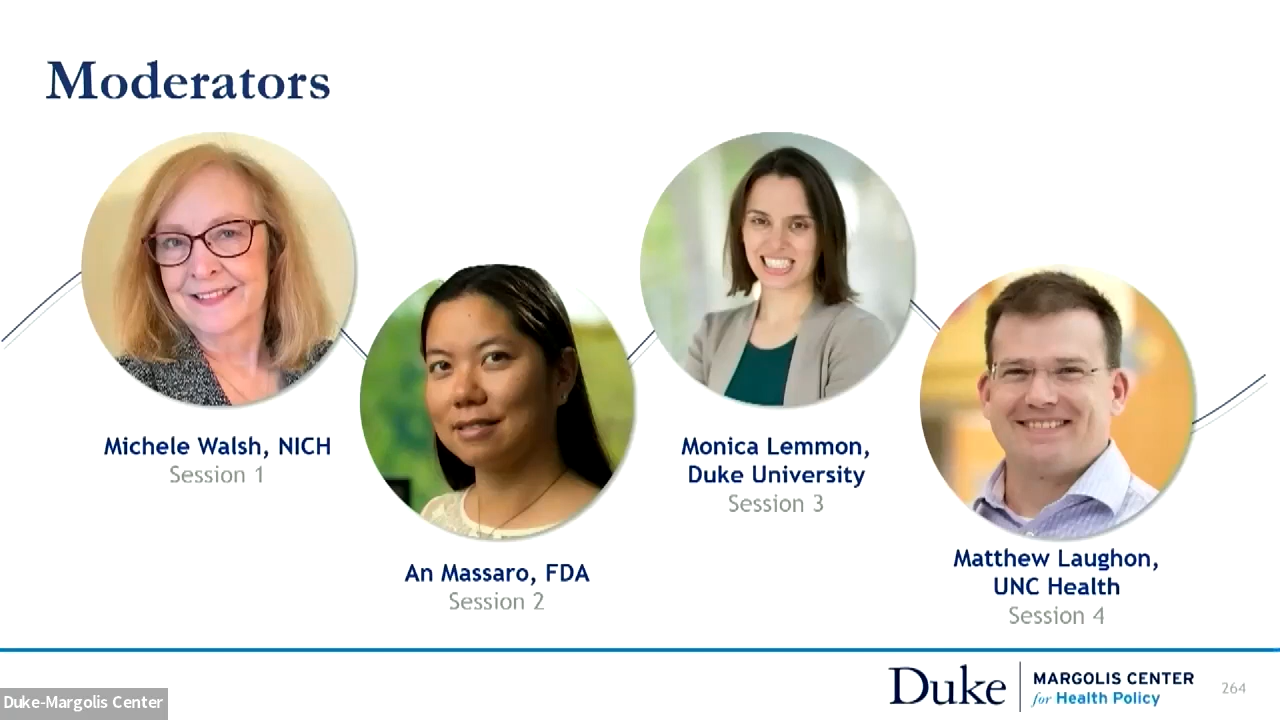 Moderators
Michele Walsh, NICH
Session 1
An Massaro, FDA
Session 2
Monica Lemmon,
Duke University
Session 3
Matthew Laughon,
UNC Health
Session 4
Duke-Margolis Center
Duke
MARGOLIS CENTER
for Health Policy
264